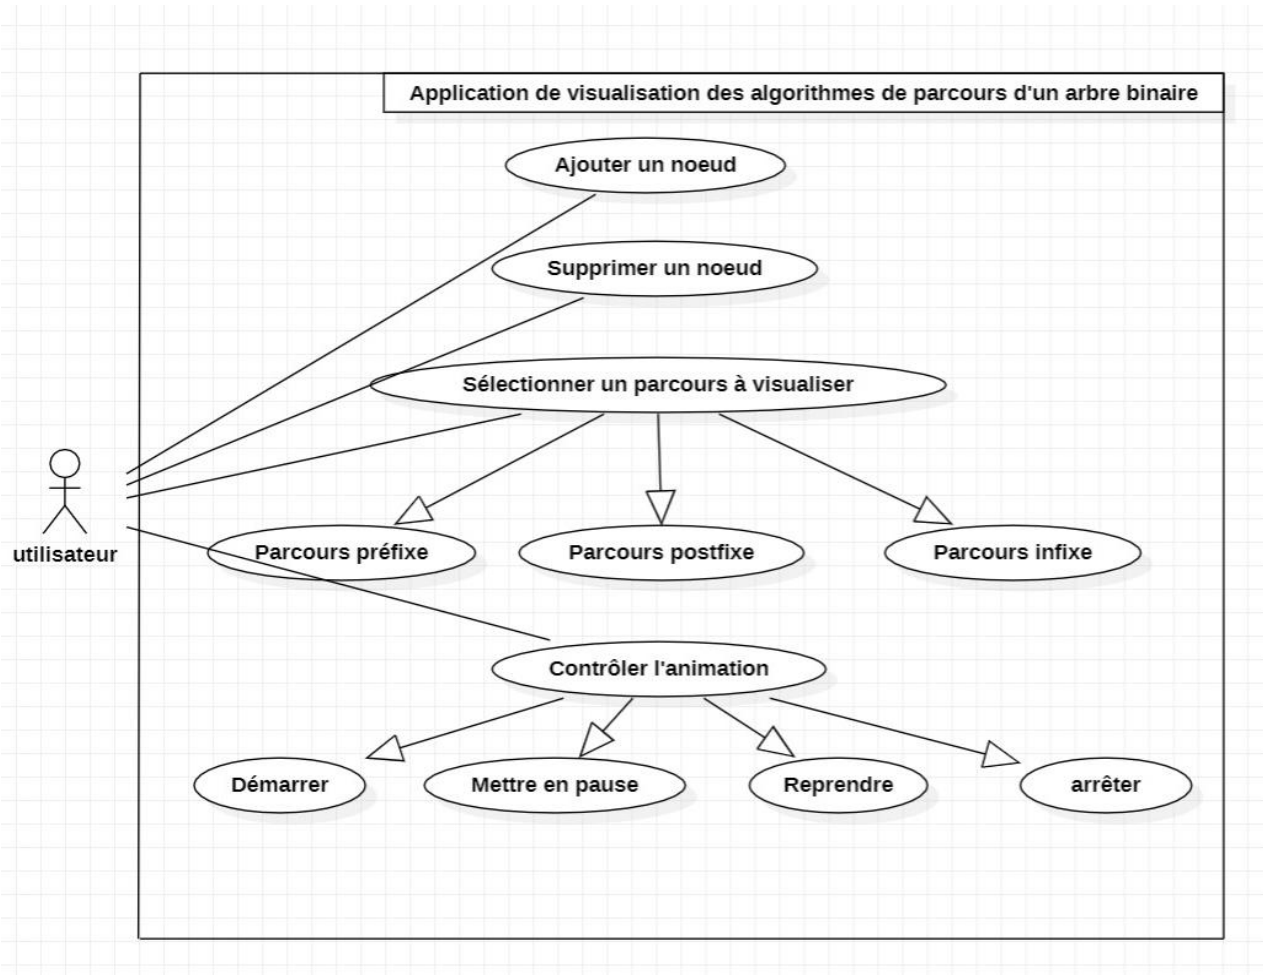 Application de visualisation des algorithmes de parcours d'un arbre binaire
Ajouter un noeud
Supprimer un noeud
Sélectionner un parcours à visualiser
utilisateur
Parcours préfixe
Parcours postfixe
Parcours infixe
Contrôler l'animation
Démarrer
Mettre en pause
Reprendre
arrêter